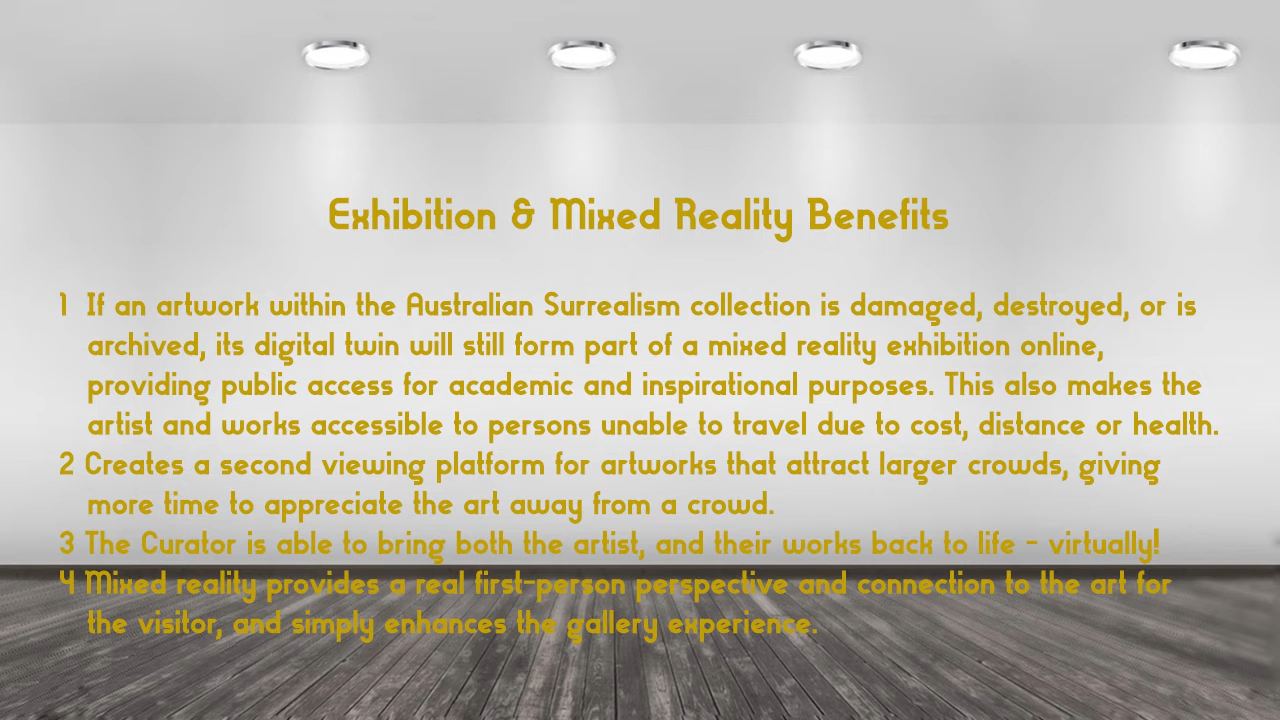 Exhibition & Mixed Reality Benefits
1 If an artwork within the Australian Surrealism collection is damaged, destroyed, or is
archived, its digital twin will still form part of a mixed reality exhibition online,
providing public access for academic and inspirational purposes. This also makes the
artist and works accessible to persons unable to travel due to cost, distance or health.
2 Creates a second viewing platform for artworks that attract larger crowds, giving
more time to appreciate the art away from a crowd.
3 The Curator is able to bring both the artist, and their works back to life - virtually!
4 Mixed reality provides a real first-person perspective and connection to the art for
the visitor, and simply enhances the gallery experience.